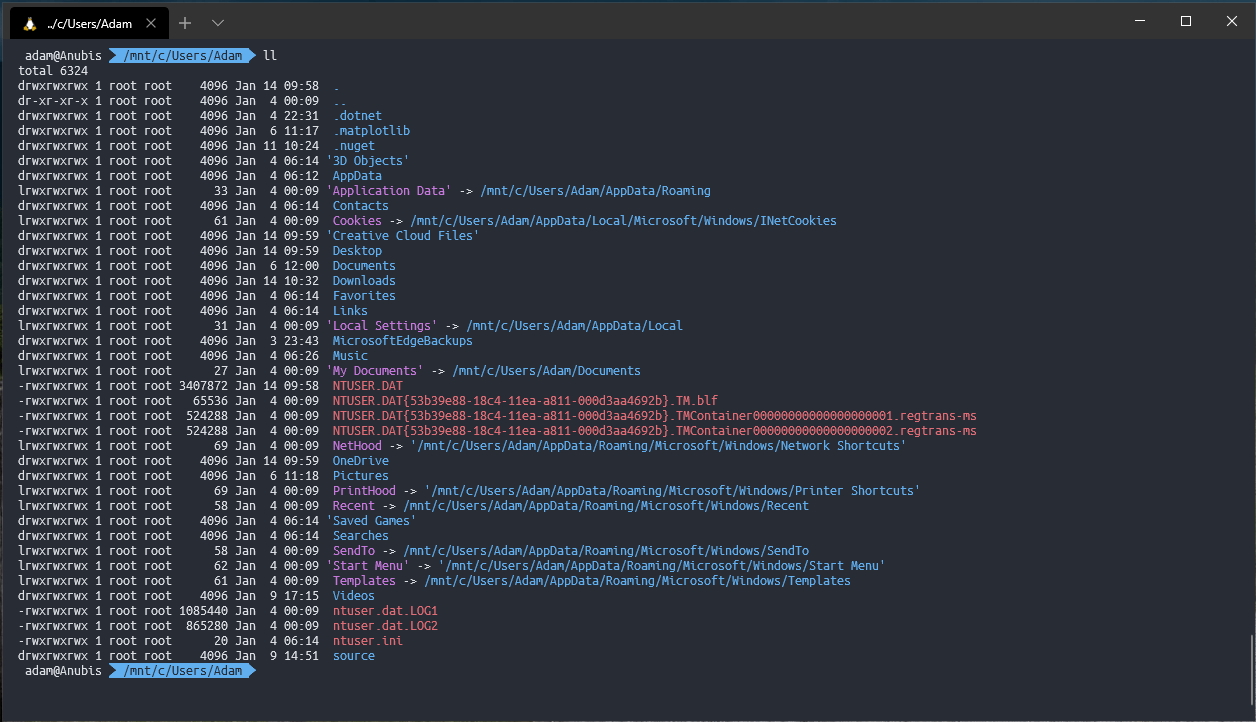 ../c/Users/Adam
adam@Anubis /mnt/c/Users/Adam ll
total 6324
drwxrwxrwx 1 root root    4096 Jan 14 09:58  .
dr-xr-xr-x 1 root root    4096 Jan  4 00:09  ..
drwxrwxrwx 1 root root    4096 Jan  4 22:31  .dotnet
drwxrwxrwx 1 root root    4096 Jan  6 11:17  .matplotlib
drwxrwxrwx 1 root root    4096 Jan 11 10:24  .nuget
drwxrwxrwx 1 root root    4096 Jan  4 06:14 '3D Objects'
drwxrwxrwx 1 root root    4096 Jan  4 06:12  AppData
lrwxrwxrwx 1 root root      33 Jan  4 00:09 'Application Data' -> /mnt/c/Users/Adam/AppData/Roaming
drwxrwxrwx 1 root root    4096 Jan  4 06:14  Contacts
lrwxrwxrwx 1 root root      61 Jan  4 00:09  Cookies -> /mnt/c/Users/Adam/AppData/Local/Microsoft/Windows/INetCookies
drwxrwxrwx 1 root root    4096 Jan 14 09:59 'Creative Cloud Files'
drwxrwxrwx 1 root root    4096 Jan 14 09:59  Desktop
drwxrwxrwx 1 root root    4096 Jan  6 12:00  Documents
drwxrwxrwx 1 root root    4096 Jan 14 10:32  Downloads
drwxrwxrwx 1 root root    4096 Jan  4 06:14  Favorites
drwxrwxrwx 1 root root    4096 Jan  4 06:14  Links
lrwxrwxrwx 1 root root      31 Jan  4 00:09 'Local Settings' -> /mnt/c/Users/Adam/AppData/Local
drwxrwxrwx 1 root root    4096 Jan  3 23:43  MicrosoftEdgeBackups
drwxrwxrwx 1 root root    4096 Jan  4 06:26  Music
lrwxrwxrwx 1 root root      27 Jan  4 00:09 'My Documents' -> /mnt/c/Users/Adam/Documents
-rwxrwxrwx 1 root root 3407872 Jan 14 09:58  NTUSER.DAT
-rwxrwxrwx 1 root root   65536 Jan  4 00:09  NTUSER.DAT{53b39e88-18c4-11ea-a811-000d3aa4692b}.TM.blf
-rwxrwxrwx 1 root root  524288 Jan  4 00:09  NTUSER.DAT{53b39e88-18c4-11ea-a811-000d3aa4692b}.TMContainer00000000000000000001.regtrans-ms
-rwxrwxrwx 1 root root  524288 Jan  4 00:09  NTUSER.DAT{53b39e88-18c4-11ea-a811-000d3aa4692b}.TMContainer00000000000000000002.regtrans-ms
lrwxrwxrwx 1 root root      69 Jan  4 00:09  NetHood -> '/mnt/c/Users/Adam/AppData/Roaming/Microsoft/Windows/Network Shortcuts'
drwxrwxrwx 1 root root    4096 Jan 14 09:59  OneDrive
drwxrwxrwx 1 root root    4096 Jan  6 11:18  Pictures
lrwxrwxrwx 1 root root      69 Jan  4 00:09  PrintHood -> '/mnt/c/Users/Adam/AppData/Roaming/Microsoft/Windows/Printer Shortcuts'
lrwxrwxrwx 1 root root      58 Jan  4 00:09  Recent -> /mnt/c/Users/Adam/AppData/Roaming/Microsoft/Windows/Recent
drwxrwxrwx 1 root root    4096 Jan  4 06:14 'Saved Games'
drwxrwxrwx 1 root root    4096 Jan  4 06:14  Searches
lrwxrwxrwx 1 root root      58 Jan  4 00:09  SendTo -> /mnt/c/Users/Adam/AppData/Roaming/Microsoft/Windows/SendTo
lrwxrwxrwx 1 root root      62 Jan  4 00:09 'Start Menu' -> '/mnt/c/Users/Adam/AppData/Roaming/Microsoft/Windows/Start Menu'
lrwxrwxrwx 1 root root      61 Jan  4 00:09  Templates -> /mnt/c/Users/Adam/AppData/Roaming/Microsoft/Windows/Templates
drwxrwxrwx 1 root root    4096 Jan  9 17:15  Videos
-rwxrwxrwx 1 root root 1085440 Jan  4 00:09  ntuser.dat.LOG1
-rwxrwxrwx 1 root root  865280 Jan  4 00:09  ntuser.dat.LOG2
-rwxrwxrwx 1 root root      20 Jan  4 06:14  ntuser.ini
drwxrwxrwx 1 root root    4096 Jan  9 14:51  source
adam@Anubis /mnt/c/Users/Adam